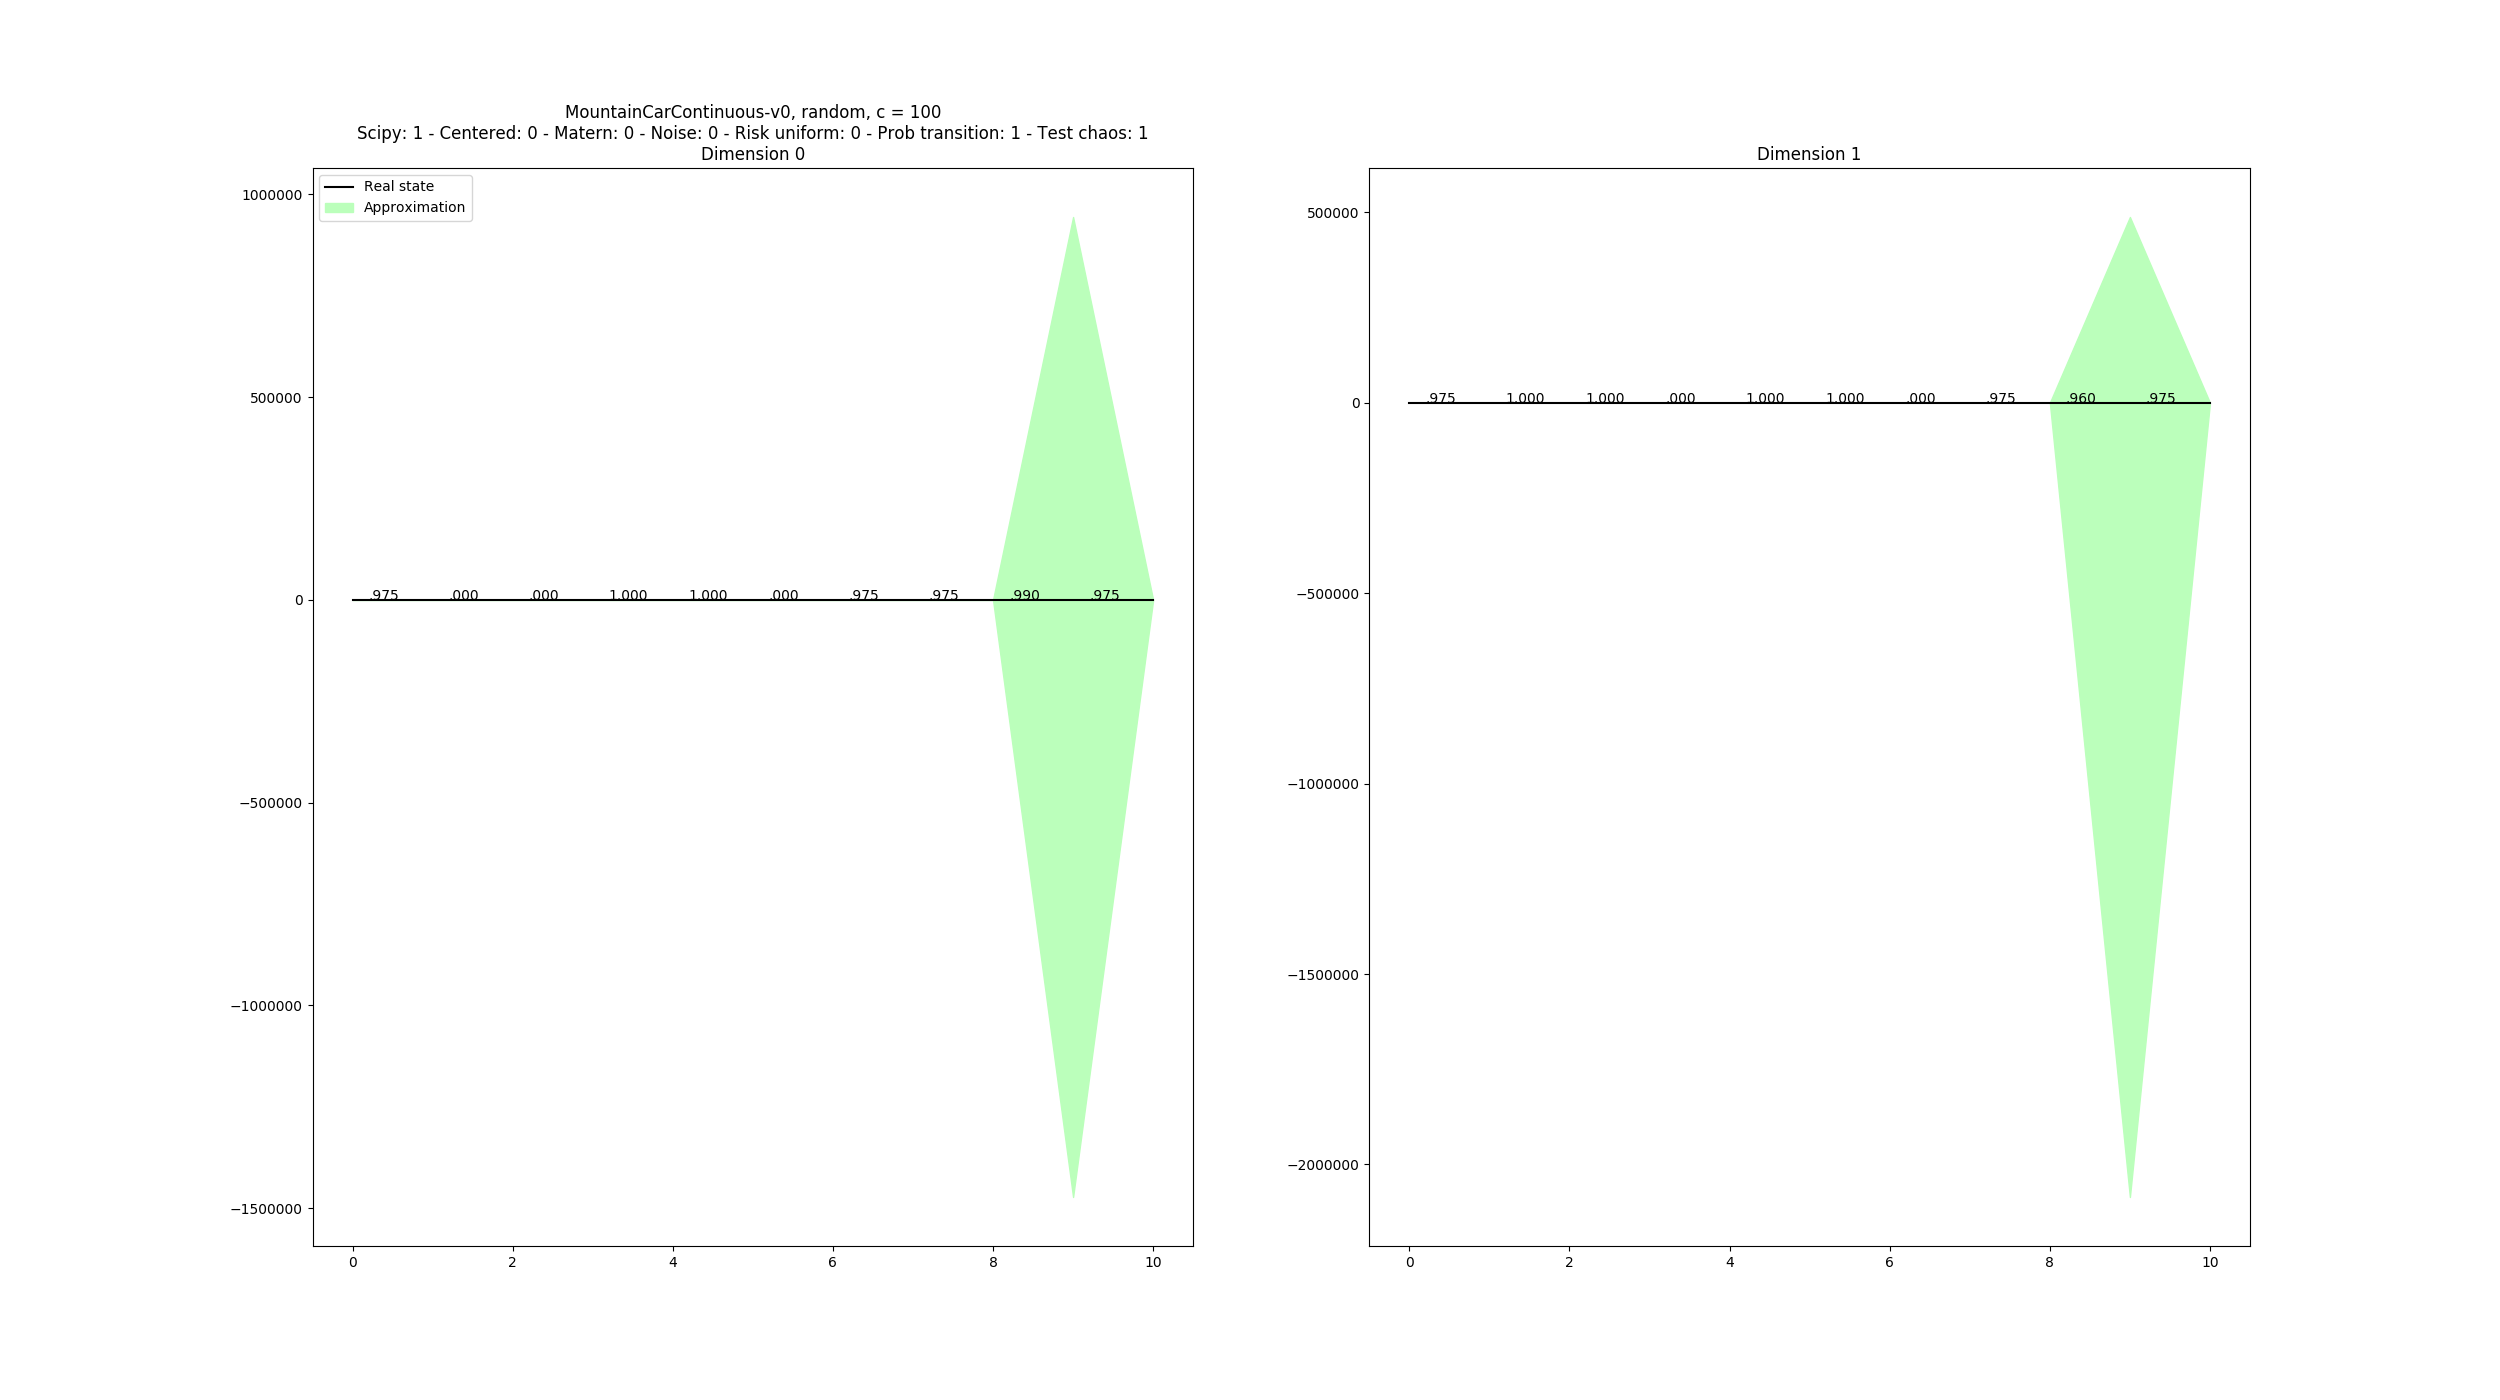 MountainCarContinuous-v0, random, c = 100
Scipy: 1 - Centered: 0 - Matern: 0 - Noise: 0 - Risk uniform: 0 - Prob transition: 1 - Test chaos: 1
Dimension 0
Real state
Approximation
1000000
500000
0
−500000
−1000000
−1500000
.975 .000 .000 1.000 1.000 .000 .975 .975 .990 .975
0 2 4 6 8 10
Dimension 1
500000
0
−500000
−1000000
−1500000
−2000000
.975 1.000 1.000 .000 1.000 1.000 .000 .975 .960 .975
0 2 4 6 8 10